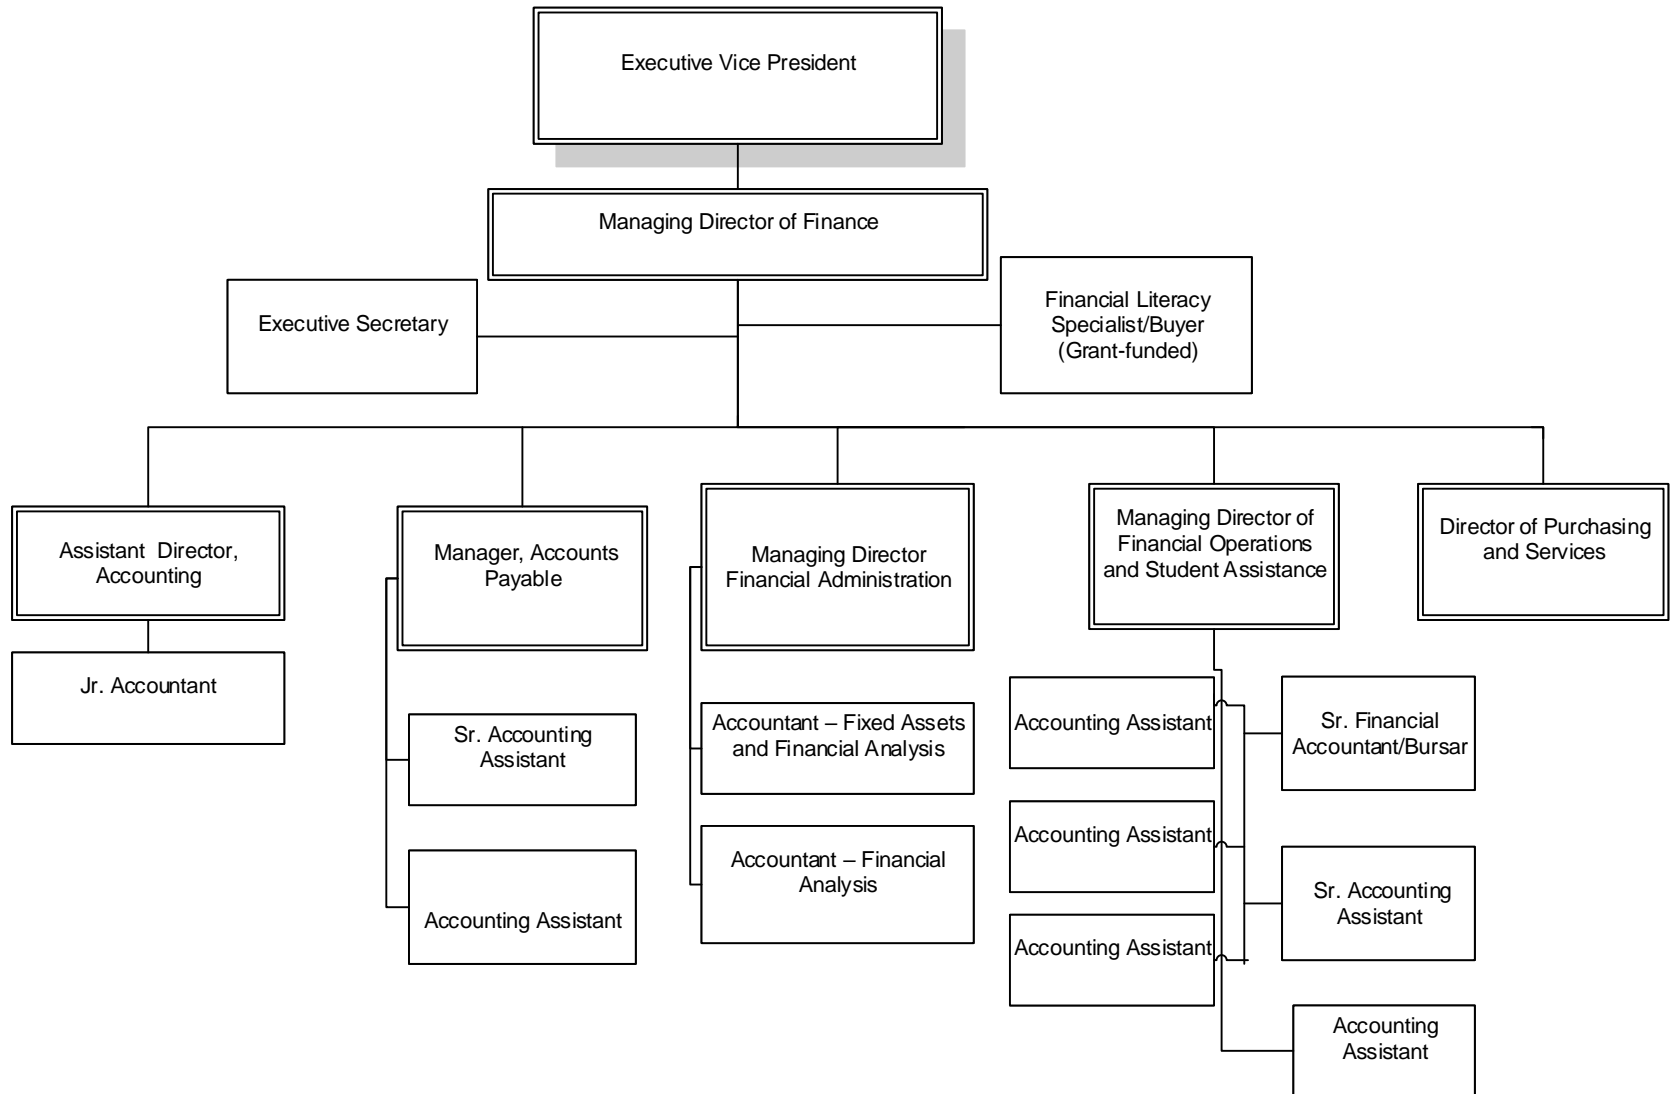 Executive Vice President
Managing Director of Finance
Executive Secretary
Financial Literacy
Specialist/Buyer
(Grant-funded)
Assistant Director,
Accounting
Manager, Accounts
Payable
Managing Director
Financial Administration
Managing Director of
Financial Operations
and Student Assistance
Director of Purchasing
and Services
Jr. Accountant
Sr. Accounting
Assistant
Accounting Assistant
Accountant – Fixed Assets
and Financial Analysis
Accountant – Financial
Analysis
Accounting Assistant
Accounting Assistant
Accounting Assistant
Sr. Financial
Accountant/Bursar
Sr. Accounting
Assistant
Accounting
Assistant